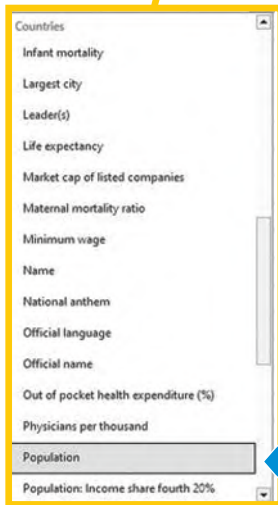 Countries
Infant mortality
Largest city
Leader(s)
Life expectancy
Market cap of listed companies
Maternal mortality ratio
Minimum wage
Name
National anthem
Official language
Official name
Out of pocket health expenditure (%)
Physicians per thousand
Population
Population: Income share fourth 20%